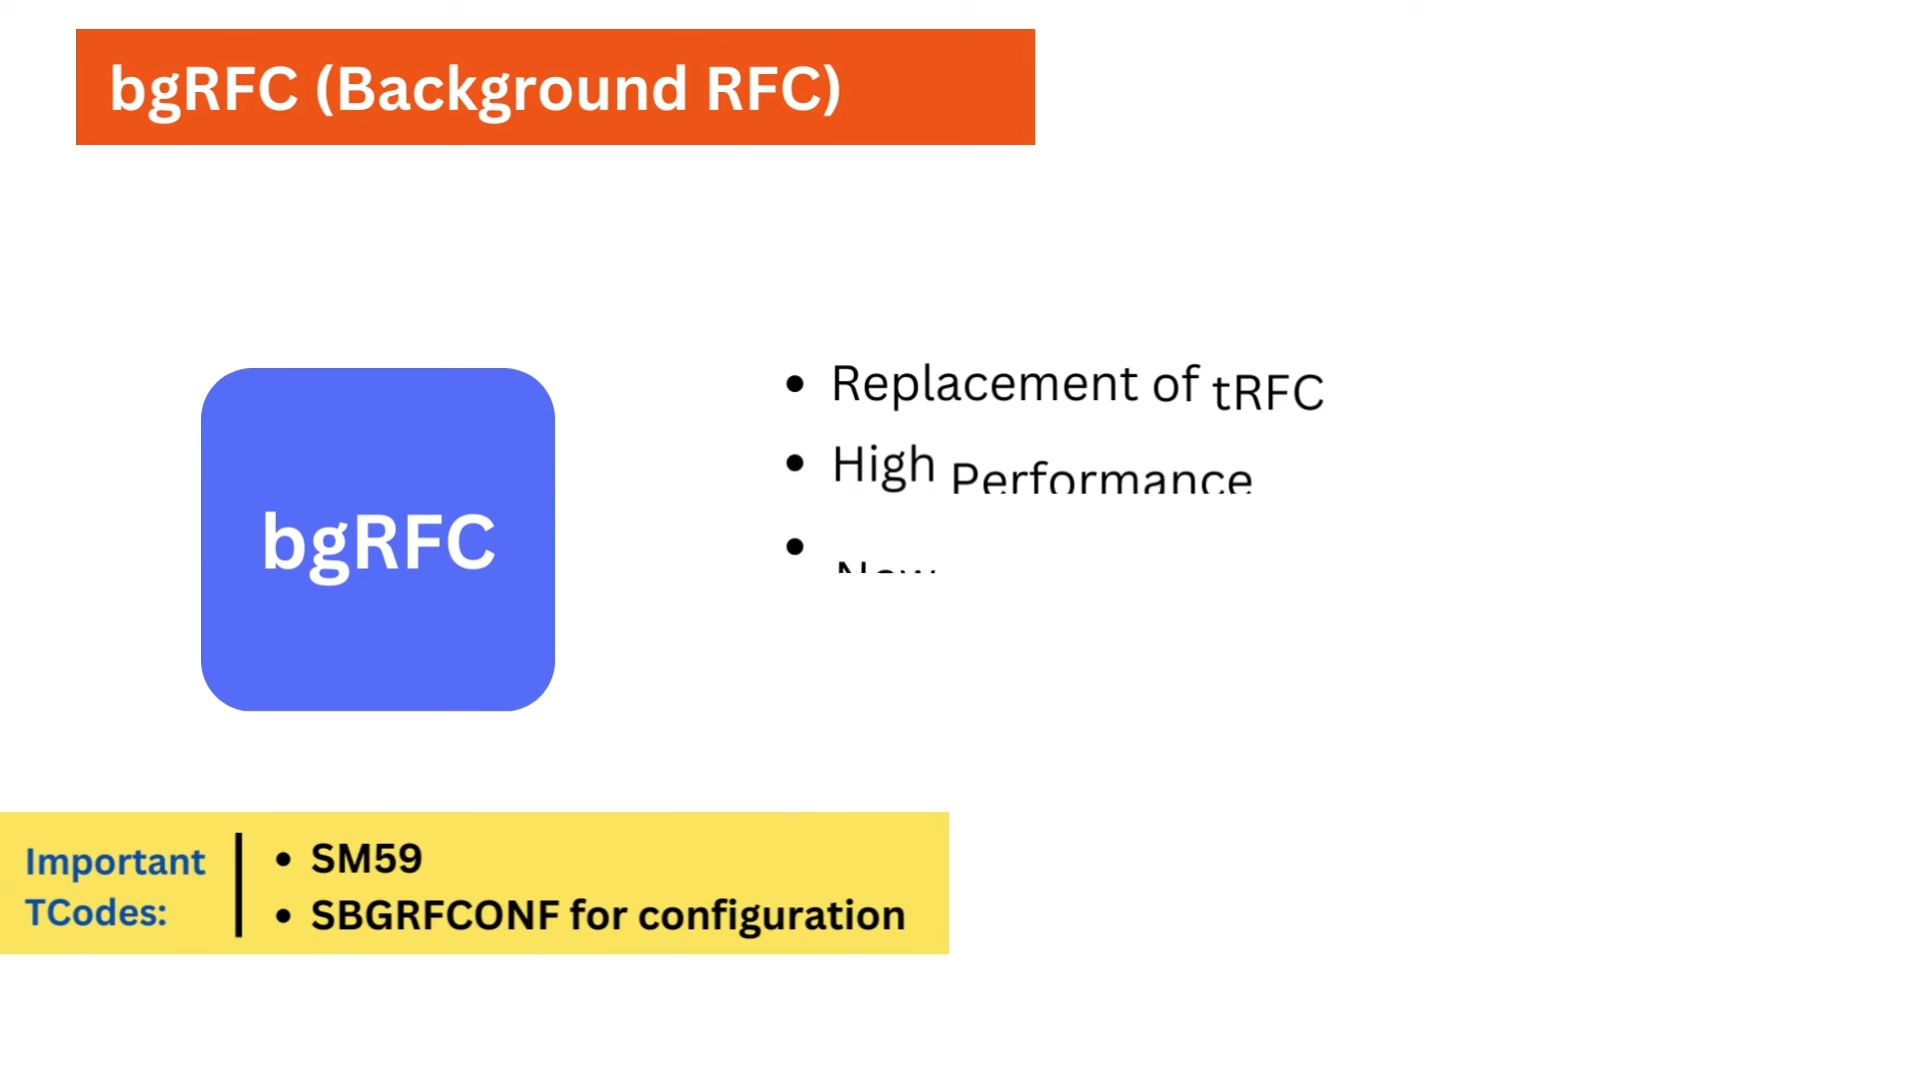 bgRFC (Background RFC)
• Replacement of tRFC
• High Performance
•
bgRFC
Important
TCodes:
• SM59
• SBGRFCONF for configuration